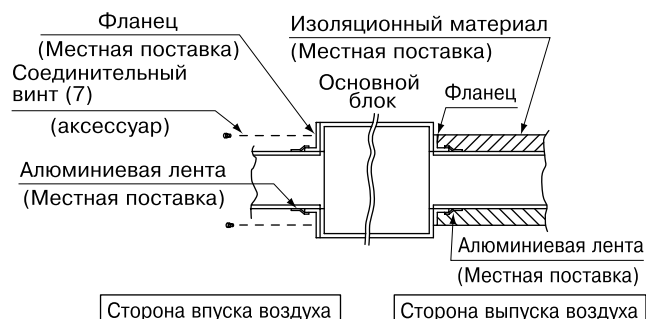 Фланец
(Местная поставка)
Соединительный
винт (7)
(аксессуар)
Алюминиевая лента
(Местная поставка)
Изоляционный материал
(Местная поставка)
Основной
блок
Фланец
Алюминиевая лента
(Местная поставка)
Сторона впуска воздуха
Сторона выпуска воздуха